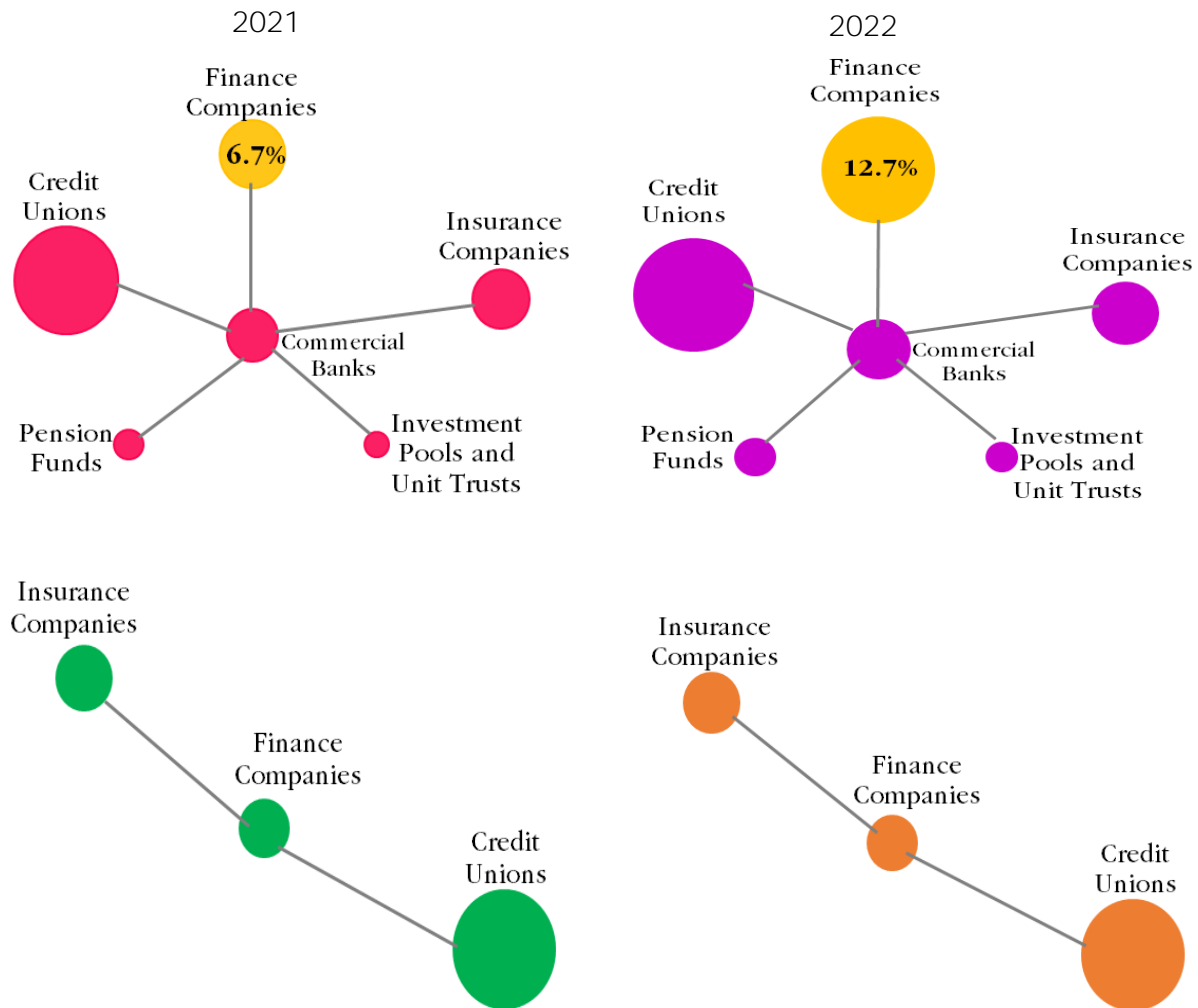 2021
Finance
Companies
6.7%
Credit
Unions
Insurance
Companies
Commercial
Banks
Pension
Funds
Investment
Pools and
Unit Trusts
2022
Finance
Companies
12.7%
Credit
Unions
Insurance
Companies
Commercial
Banks
Pension
Funds
Investment
Pools and
Unit Trusts
Insurance
Companies
Finance
Companies
Credit
Unions
Insurance
Companies
Finance
Companies
Credit
Unions